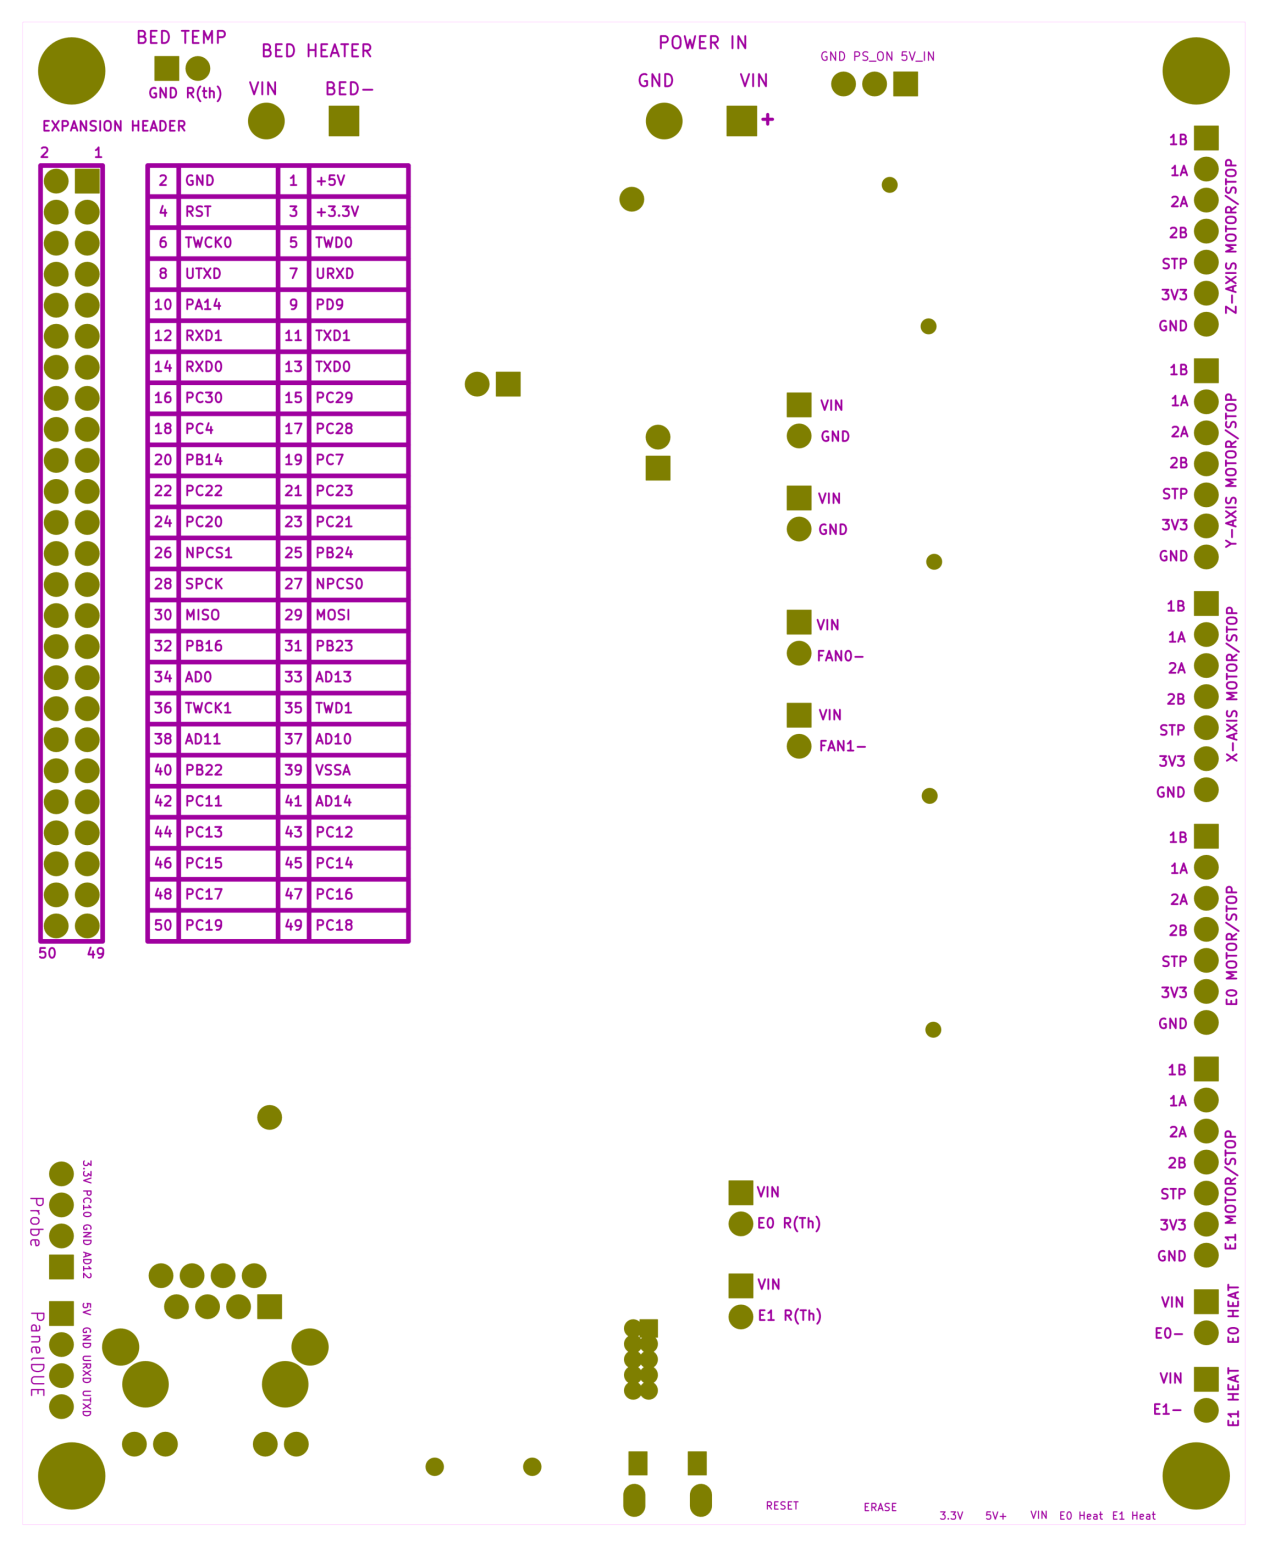 BED TEMP
BED HEATER
POWER IN
GND PS_ON 5V_IN
GND R(th)
VIN BED-
GND VIN
+
EXPANSION HEADER
2 1
2 GND 1 +5V
4 RST 3 +3.3V
6 TWCK0 5 TWD0
8 UTXD 7 URXD
10 PA14 9 PD9
12 RXD1 11 TXD1
14 RXD0 13 TXD0
16 PC30 15 PC29
18 PC4 17 PC28
20 PB14 19 PC7
22 PC22 21 PC23
24 PC20 23 PC21
26 NPCS1 25 PB24
28 SPCK 27 NPCS0
30 MISO 29 MOSI
32 PB16 31 PB23
34 AD0 33 AD13
36 TWCK1 35 TWD1
38 AD11 37 AD10
40 PB22 39 VSSA
42 PC11 41 AD14
44 PC13 43 PC12
46 PC15 45 PC14
48 PC17 47 PC16
50 PC19 49 PC18
50 49
VIN
GND
VIN
GND
VIN
FAN0-
VIN
FAN1-
1B
1A
2A
2B
STP
3V3
GND
Z-AXIS MOTOR/STOP
1B
1A
2A
2B
STP
3V3
GND
Y-AXIS MOTOR/STOP
1B
1A
2A
2B
STP
3V3
GND
X-AXIS MOTOR/STOP
1B
1A
2A
2B
STP
3V3
GND
E0 MOTOR/STOP
1B
1A
2A
2B
STP
3V3
GND
E1 MOTOR/STOP
VIN
E0-
E0 HEAT
VIN
E1-
E1 HEAT
3.3V PC10 GND AD12
Probe
5V GND URXD UTXD
PanelDUE
VIN
E0 R(Th)
VIN
E1 R(Th)
RESET
ERASE
3.3V 5V+ VIN E0 Heat E1 Heat